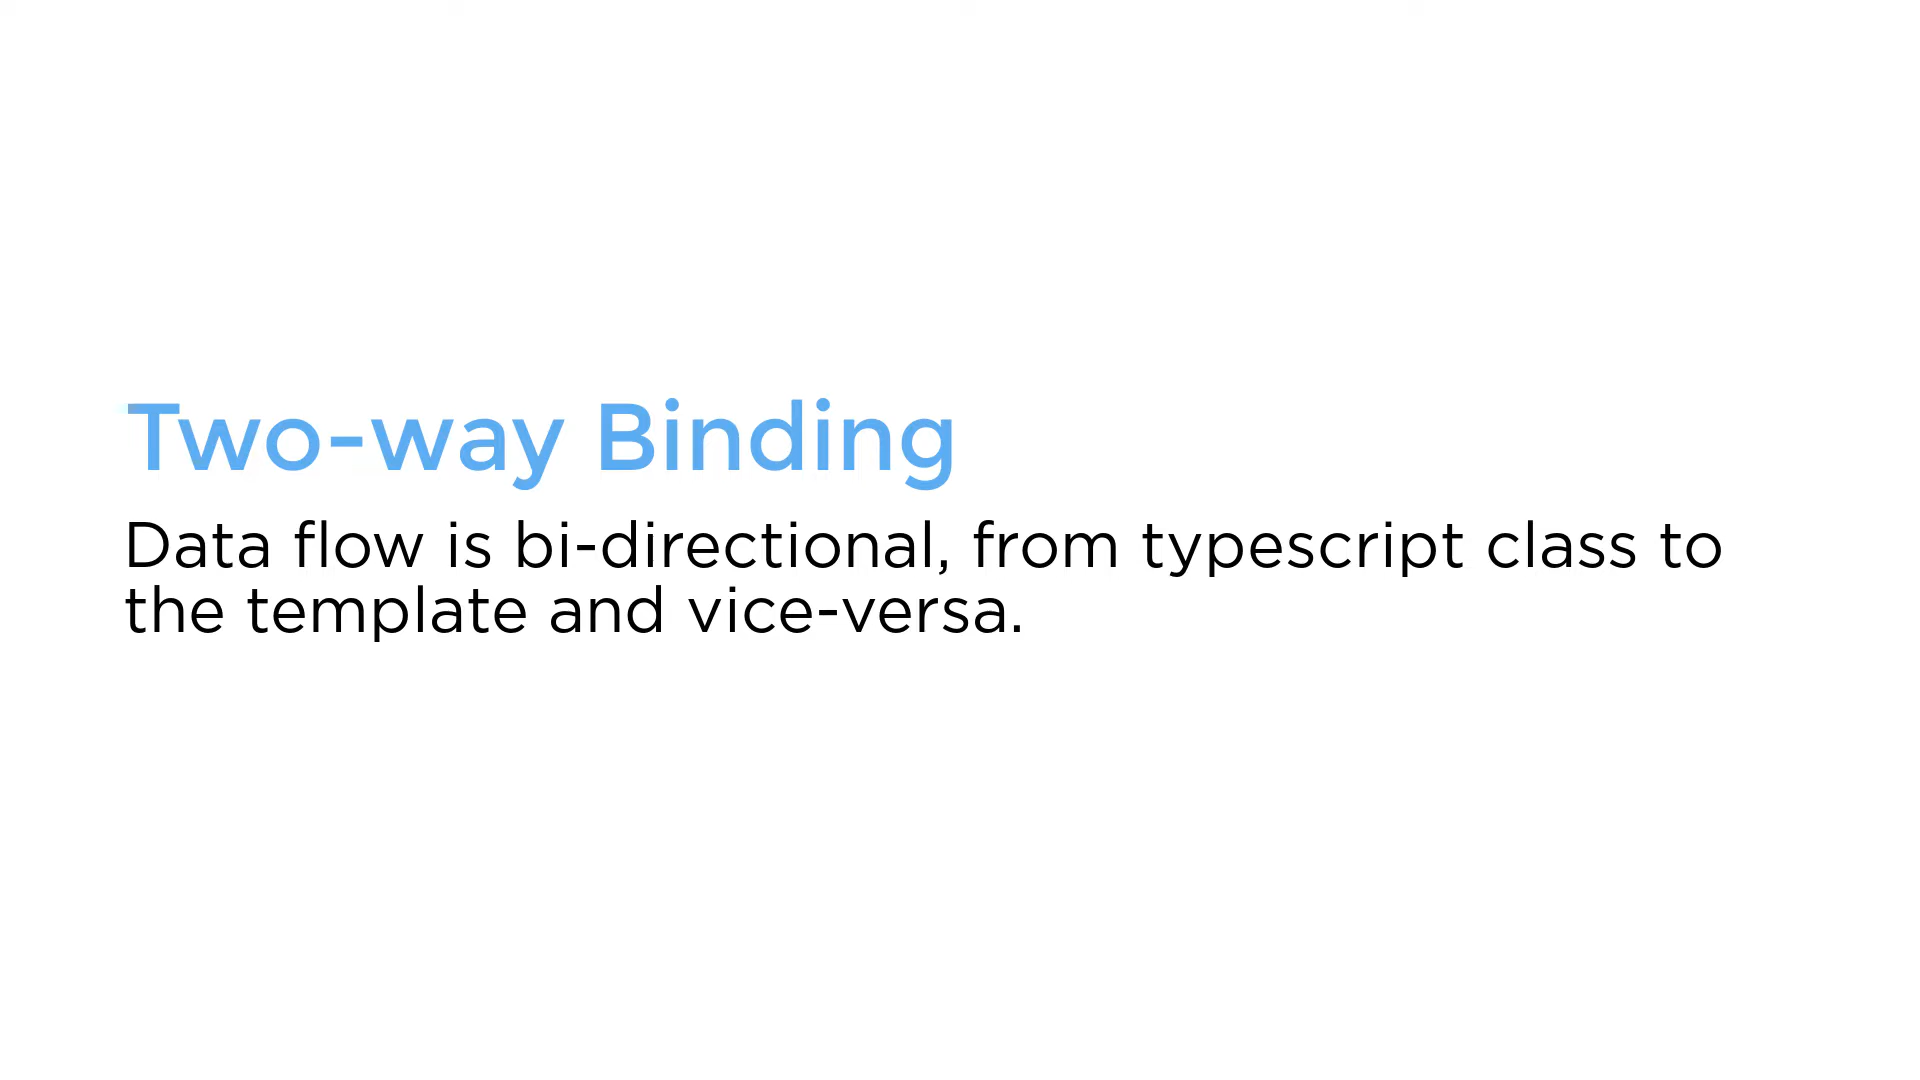 Two-way Binding
Data flow is bi-directional, from typescript class to
the template and vice-versa.